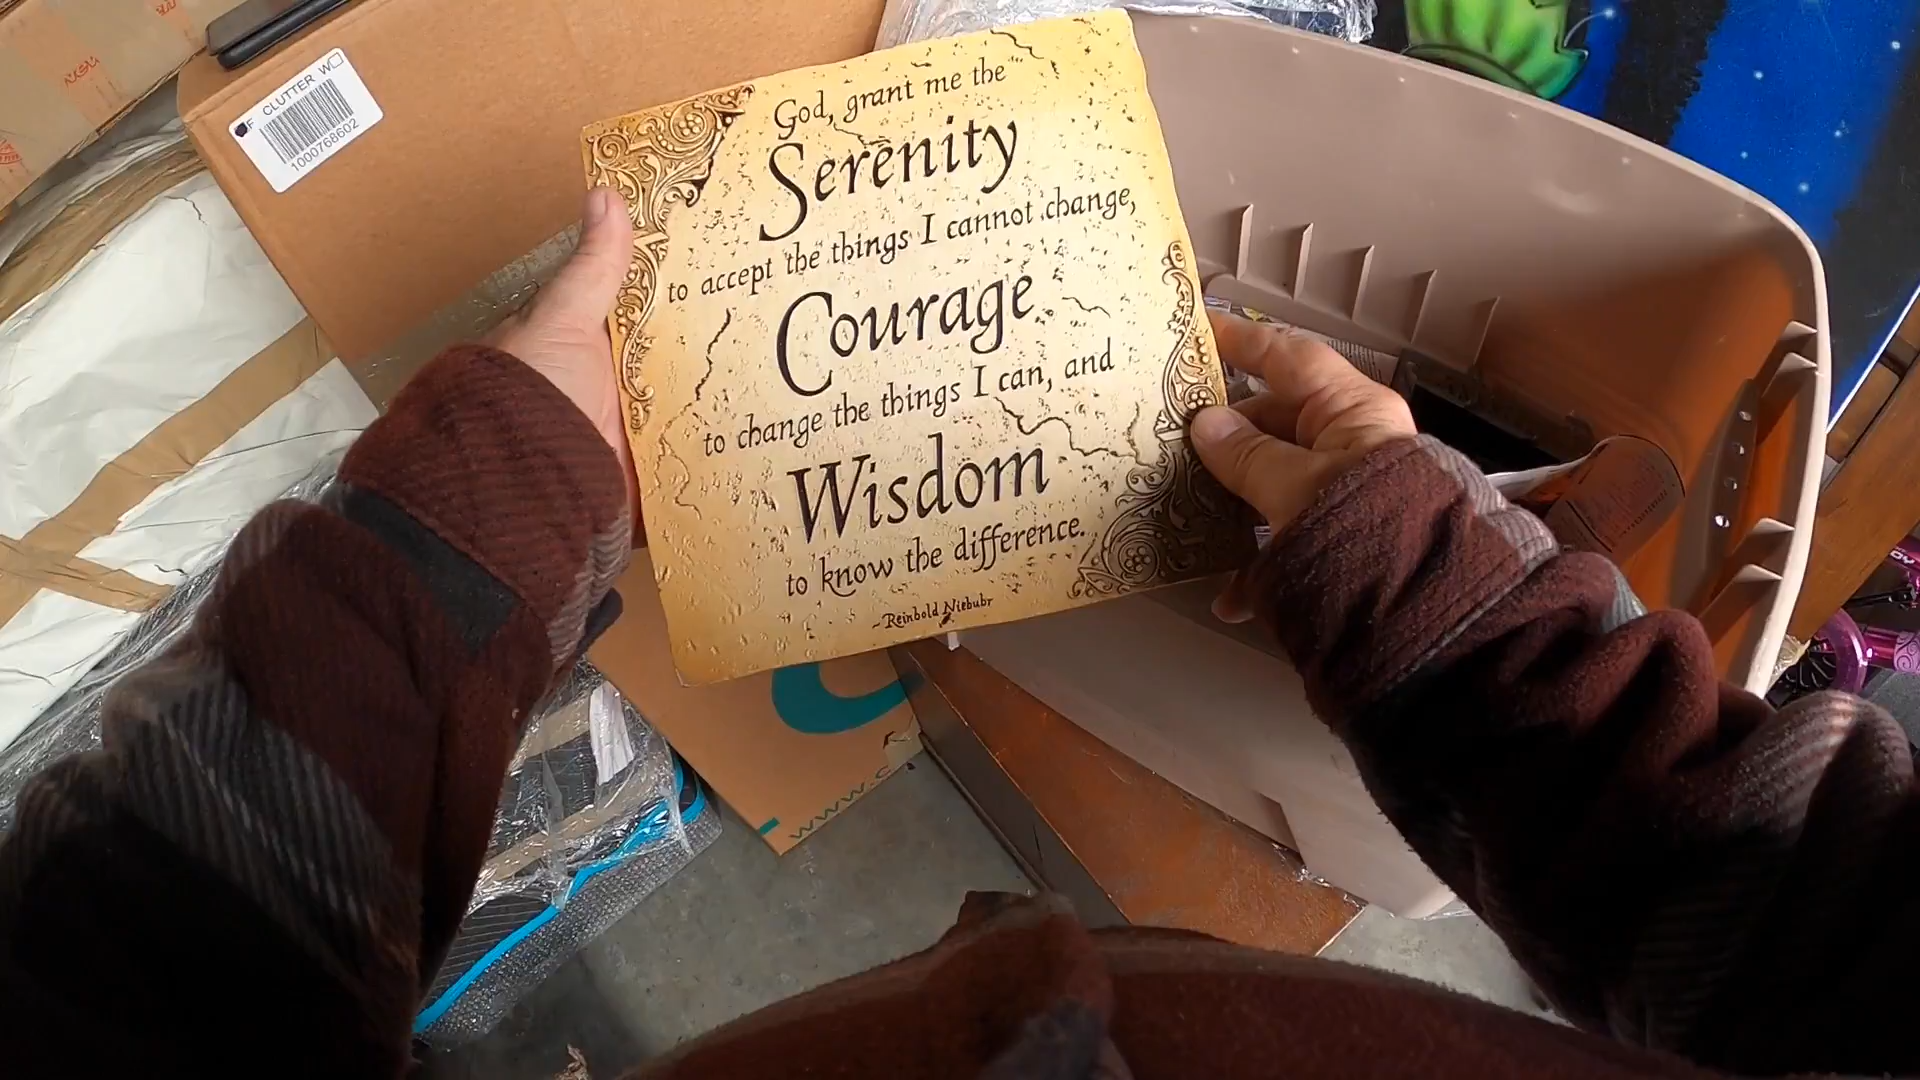 F CLUTTER W
1000768602
God, grant me the
Serenity
to accept the things I cannot change,
Courage
to change the things I can, and
Wisdom
to know the difference.
~Reinhold Niebuhr
www.c